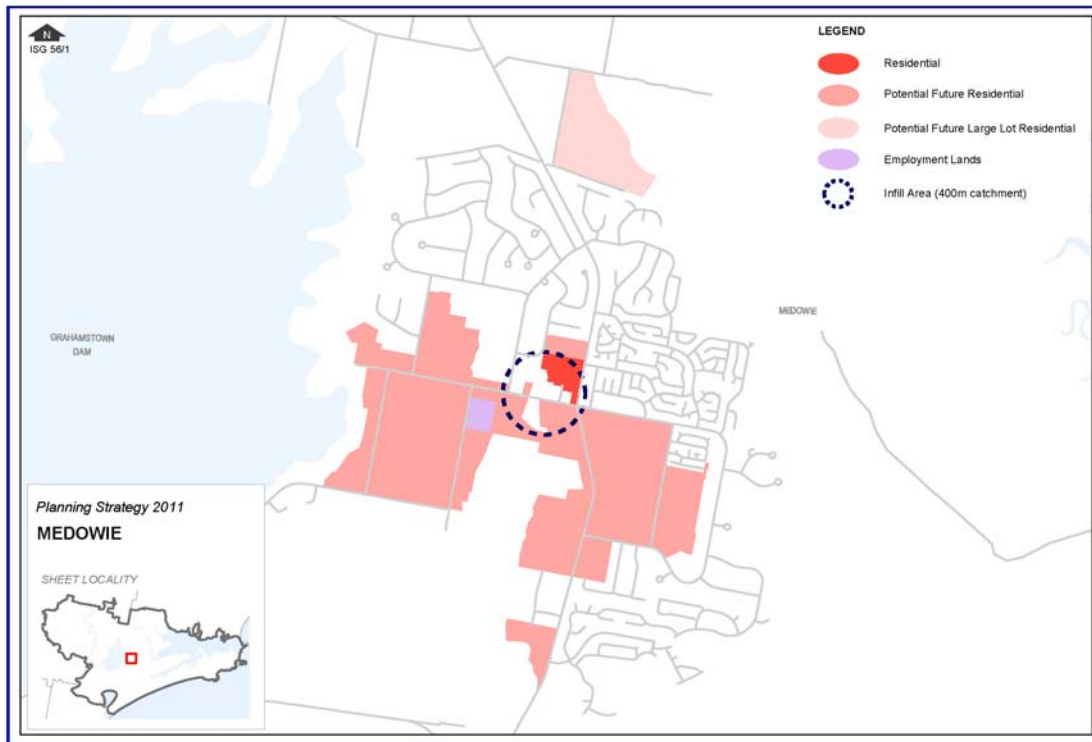 N
ISG 56/1
LEGEND
Residential
Potential Future Residential
Potential Future Large Lot Residential
Employment Lands
Infill Area (400m catchment)
MEDOWIE
GRAHAMSTOWN
DAM
Planning Strategy 2011
MEDOWIE
SHEET LOCALITY